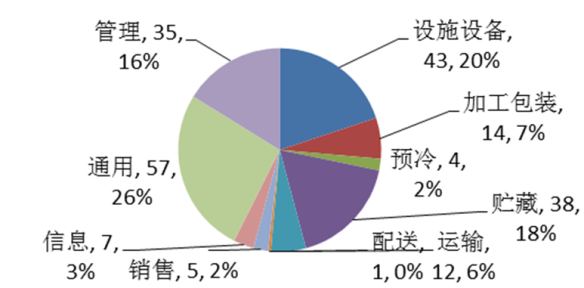 管理, 35,
16%
设施设备,
43, 20%
加工包装,
14, 7%
预冷, 4,
2%
贮藏, 38,
18%
运输,
12, 6%
配送,
1, 0%
销售, 5, 2%
信息, 7,
3%
通用, 57,
26%